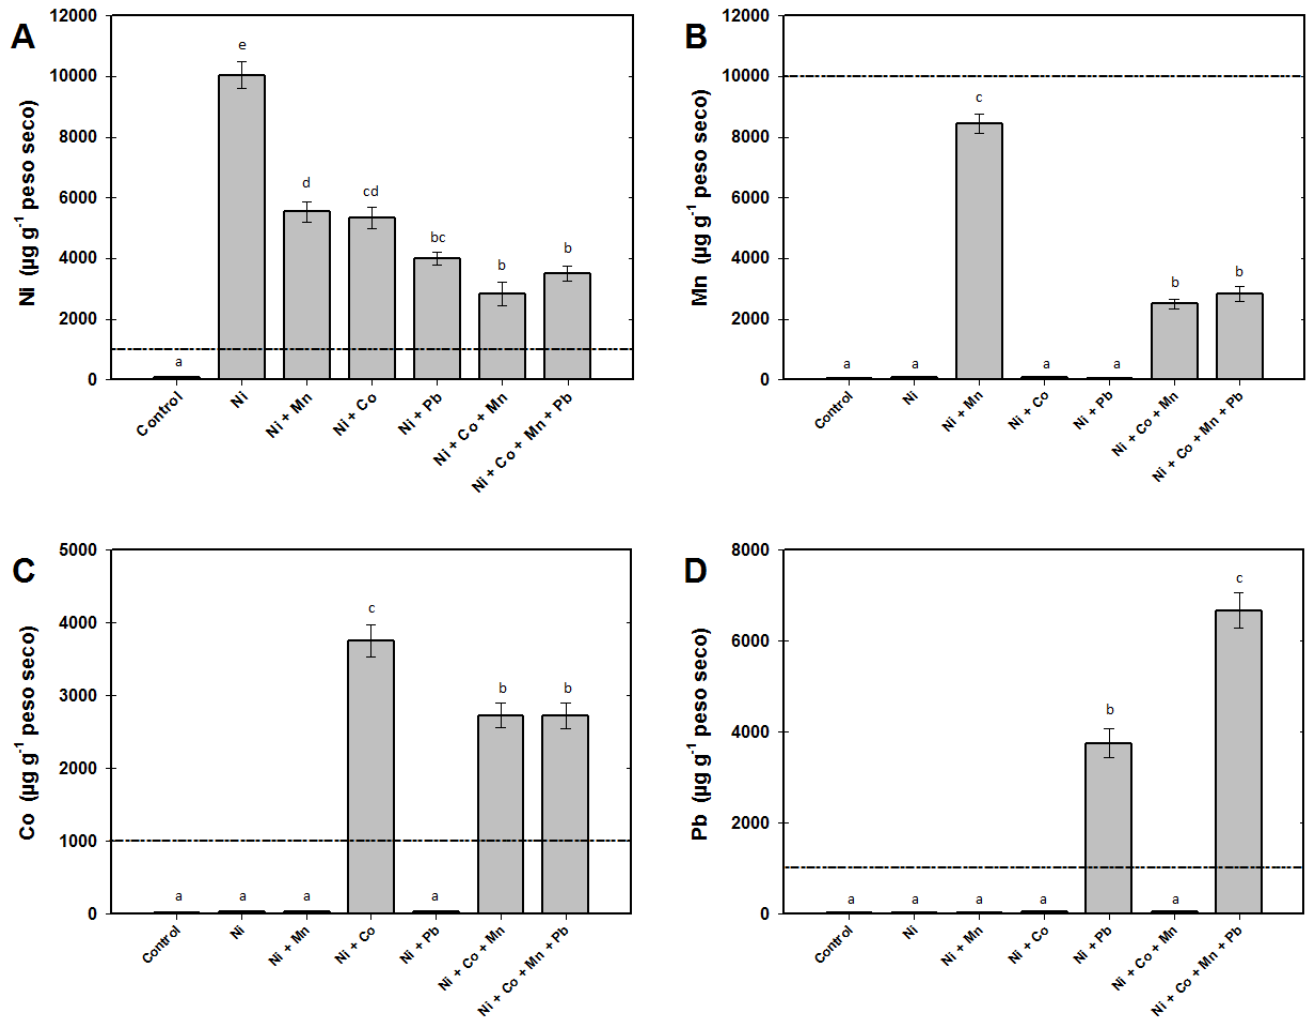 A
Ni (µg g-1 peso seco)
12000
10000
8000
6000
4000
2000
0
a
e
d
cd
bc
b
b
Control
Ni
Ni + Mn
Ni + Co
Ni + Pb
Ni + Co + Mn
Ni + Co + Mn + Pb
B
Mn (µg g-1 peso seco)
12000
10000
8000
6000
4000
2000
0
a
a
c
a
a
b
b
Control
Ni
Ni + Mn
Ni + Co
Ni + Pb
Ni + Co + Mn
Ni + Co + Mn + Pb
C
Co (µg g-1 peso seco)
5000
4000
3000
2000
1000
0
a
a
a
c
a
b
b
Control
Ni
Ni + Mn
Ni + Co
Ni + Pb
Ni + Co + Mn
Ni + Co + Mn + Pb
D
Pb (µg g-1 peso seco)
8000
6000
4000
2000
0
a
a
a
a
b
a
c
Control
Ni
Ni + Mn
Ni + Co
Ni + Pb
Ni + Co + Mn
Ni + Co + Mn + Pb